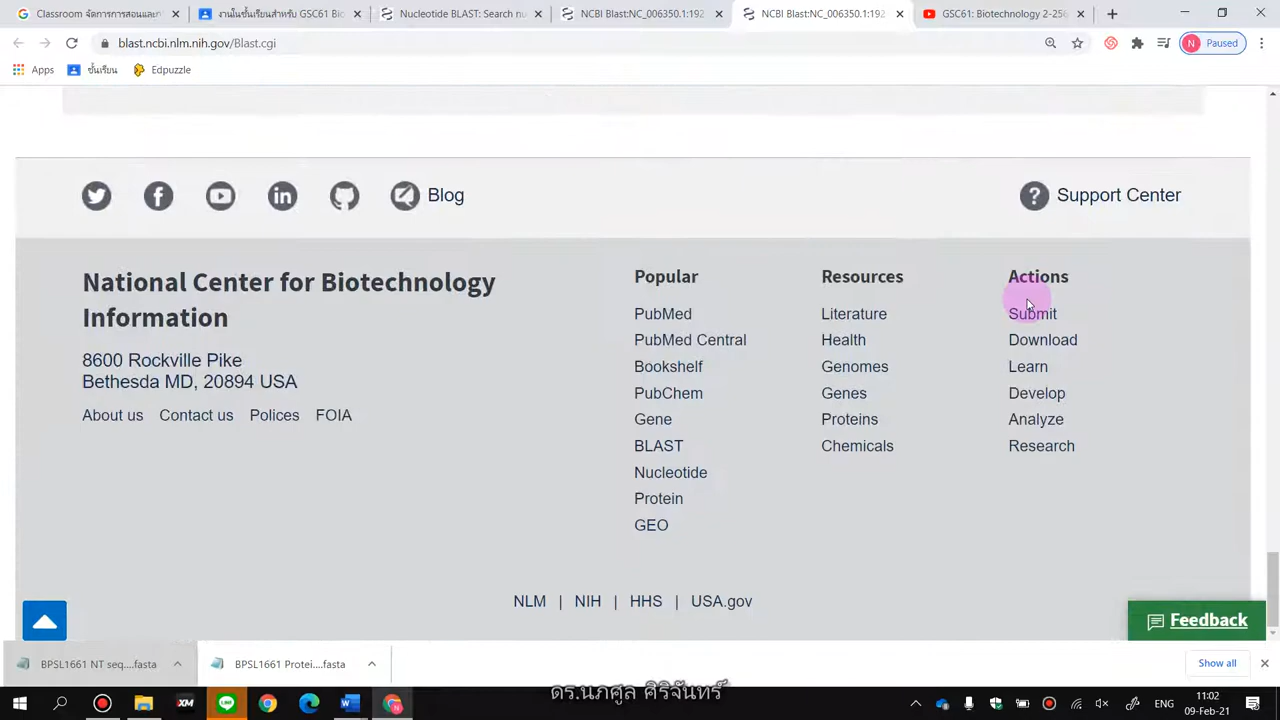 Classroom จัดการการสอนและก
งานในชั้นเรียนสำหรับ GSC61 Bio
Nucleotide BLAST: Search nu
NCBI Blast:NC_006350.1:192
NCBI Blast:NC_006350.1:192
GSC61: Biotechnology 2-256
blast.ncbi.nlm.nih.gov/Blast.cgi
N Paused
Apps
ชั้นเรียน
Edpuzzle
Blog
Support Center
National Center for Biotechnology
Information
8600 Rockville Pike
Bethesda MD, 20894 USA
About us Contact us Polices FOIA
Popular
PubMed
PubMed Central
Bookshelf
PubChem
Gene
BLAST
Nucleotide
Protein
GEO
Resources
Literature
Health
Genomes
Genes
Proteins
Chemicals
Actions
Submit
Download
Learn
Develop
Analyze
Research
NLM | NIH | HHS | USA.gov
Feedback
BPSL1661 NT seq....fasta
BPSL1661 Protei....fasta
Show all
ดร.นภศูล ศิริจันทร์
ENG
11:02
09-Feb-21